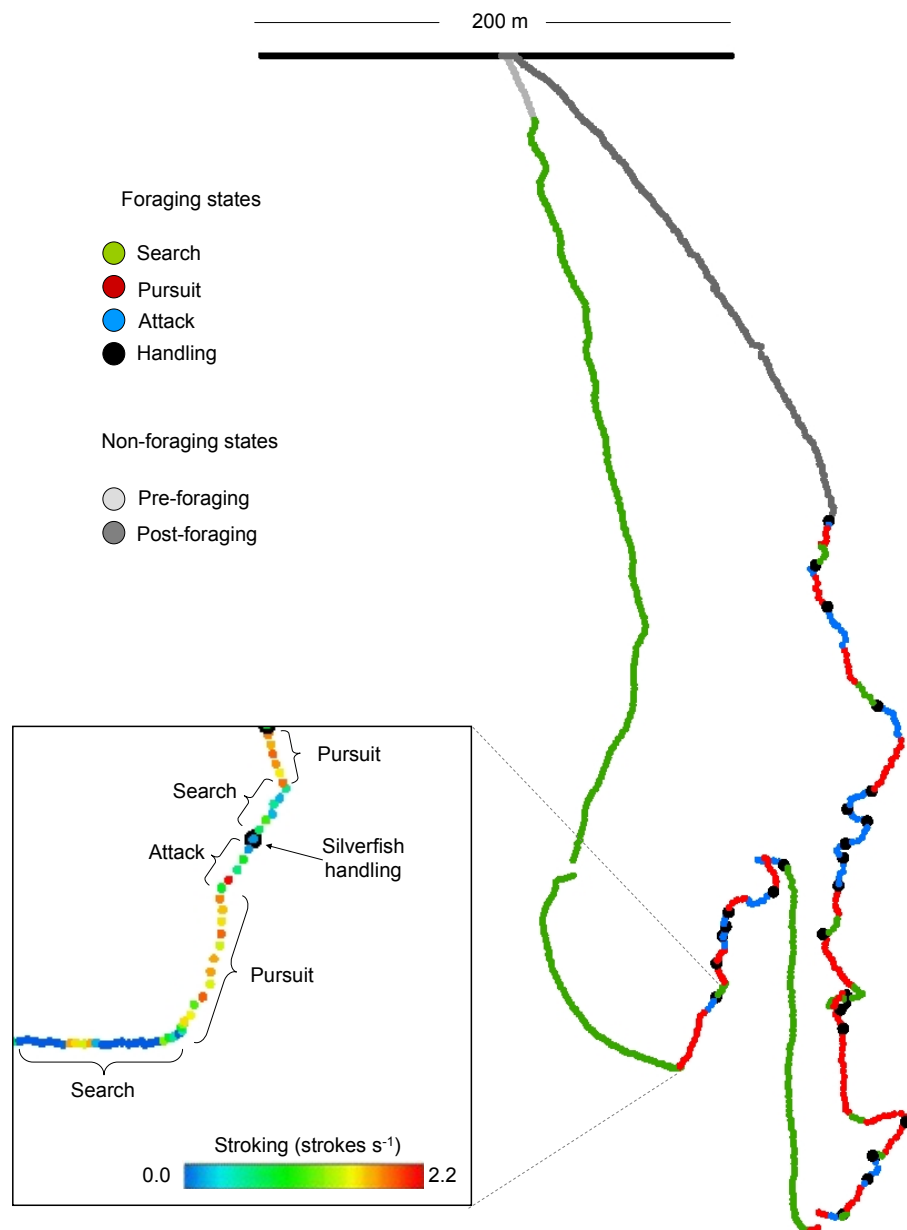 200 m
Foraging states
Search
Pursuit
Attack
Handling
Non-foraging states
Pre-foraging
Post-foraging
Pursuit
Search
Attack
Silverfish
handling
Pursuit
Search
Stroking (strokes s⁻¹)
0.0
2.2